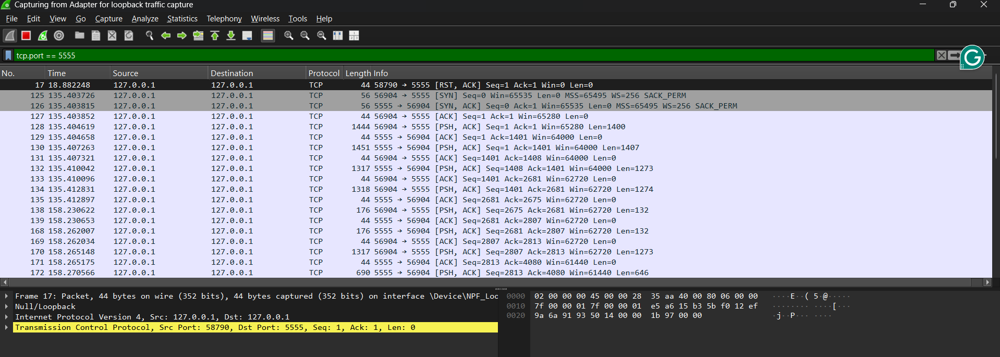 Capturing from Adapter for loopback traffic capture
File Edit View Go Capture Analyze Statistics Telephony Wireless Tools Help
tcp.port == 5555
G
No. Time Source Destination Protocol Length Info
17 18.882248 127.0.0.1 127.0.0.1 TCP 44 58790 → 5555 [RST, ACK] Seq=1 Ack=1 Win=0 Len=0
125 135.403726 127.0.0.1 127.0.0.1 TCP 56 56904 → 5555 [SYN] Seq=0 Win=65535 Len=0 MSS=65495 WS=256 SACK_PERM
126 135.403815 127.0.0.1 127.0.0.1 TCP 56 5555 → 56904 [SYN, ACK] Seq=0 Ack=1 Win=65535 Len=0 MSS=65495 WS=256 SACK_PERM
127 135.403852 127.0.0.1 127.0.0.1 TCP 44 56904 → 5555 [ACK] Seq=1 Ack=1 Win=65280 Len=0
128 135.404619 127.0.0.1 127.0.0.1 TCP 1444 56904 → 5555 [PSH, ACK] Seq=1 Ack=1 Win=65280 Len=1400
129 135.404658 127.0.0.1 127.0.0.1 TCP 44 5555 → 56904 [ACK] Seq=1 Ack=1401 Win=64000 Len=0
130 135.407263 127.0.0.1 127.0.0.1 TCP 1451 5555 → 56904 [PSH, ACK] Seq=1 Ack=1401 Win=64000 Len=1407
131 135.407321 127.0.0.1 127.0.0.1 TCP 44 56904 → 5555 [ACK] Seq=1401 Ack=1408 Win=64000 Len=0
132 135.410042 127.0.0.1 127.0.0.1 TCP 1317 5555 → 56904 [PSH, ACK] Seq=1408 Ack=1401 Win=64000 Len=1273
133 135.410096 127.0.0.1 127.0.0.1 TCP 44 56904 → 5555 [ACK] Seq=1401 Ack=2681 Win=62720 Len=0
134 135.412831 127.0.0.1 127.0.0.1 TCP 1318 56904 → 5555 [PSH, ACK] Seq=1401 Ack=2681 Win=62720 Len=1274
135 135.412897 127.0.0.1 127.0.0.1 TCP 44 5555 → 56904 [ACK] Seq=2681 Ack=2675 Win=62720 Len=0
138 158.230622 127.0.0.1 127.0.0.1 TCP 176 56904 → 5555 [PSH, ACK] Seq=2675 Ack=2681 Win=62720 Len=132
139 158.230653 127.0.0.1 127.0.0.1 TCP 44 5555 → 56904 [ACK] Seq=2681 Ack=2807 Win=62720 Len=0
168 158.262007 127.0.0.1 127.0.0.1 TCP 176 5555 → 56904 [PSH, ACK] Seq=2681 Ack=2807 Win=62720 Len=132
169 158.262034 127.0.0.1 127.0.0.1 TCP 44 56904 → 5555 [ACK] Seq=2807 Ack=2813 Win=62720 Len=0
170 158.265148 127.0.0.1 127.0.0.1 TCP 1317 56904 → 5555 [PSH, ACK] Seq=2807 Ack=2813 Win=62720 Len=1273
171 158.265175 127.0.0.1 127.0.0.1 TCP 44 5555 → 56904 [ACK] Seq=2813 Ack=4080 Win=61440 Len=0
172 158.270566 127.0.0.1 127.0.0.1 TCP 690 5555 → 56904 [PSH, ACK] Seq=2813 Ack=4080 Win=61440 Len=646
Frame 17: Packet, 44 bytes on wire (352 bits), 44 bytes captured (352 bits) on interface \Device\NPF_Loo
Null/Loopback
Internet Protocol Version 4, Src: 127.0.0.1, Dst: 127.0.0.1
Transmission Control Protocol, Src Port: 58790, Dst Port: 5555, Seq: 1, Ack: 1, Len: 0
0000 02 00 00 00 45 00 00 28 35 aa 40 00 80 06 00 00 ····E··( 5·@·····
0010 7f 00 00 01 7f 00 00 01 e5 a6 15 b3 5b f0 12 ef ········ ····[···
0020 9a 6a 91 93 50 14 00 00 1b 97 00 00 ·j··P··· ····